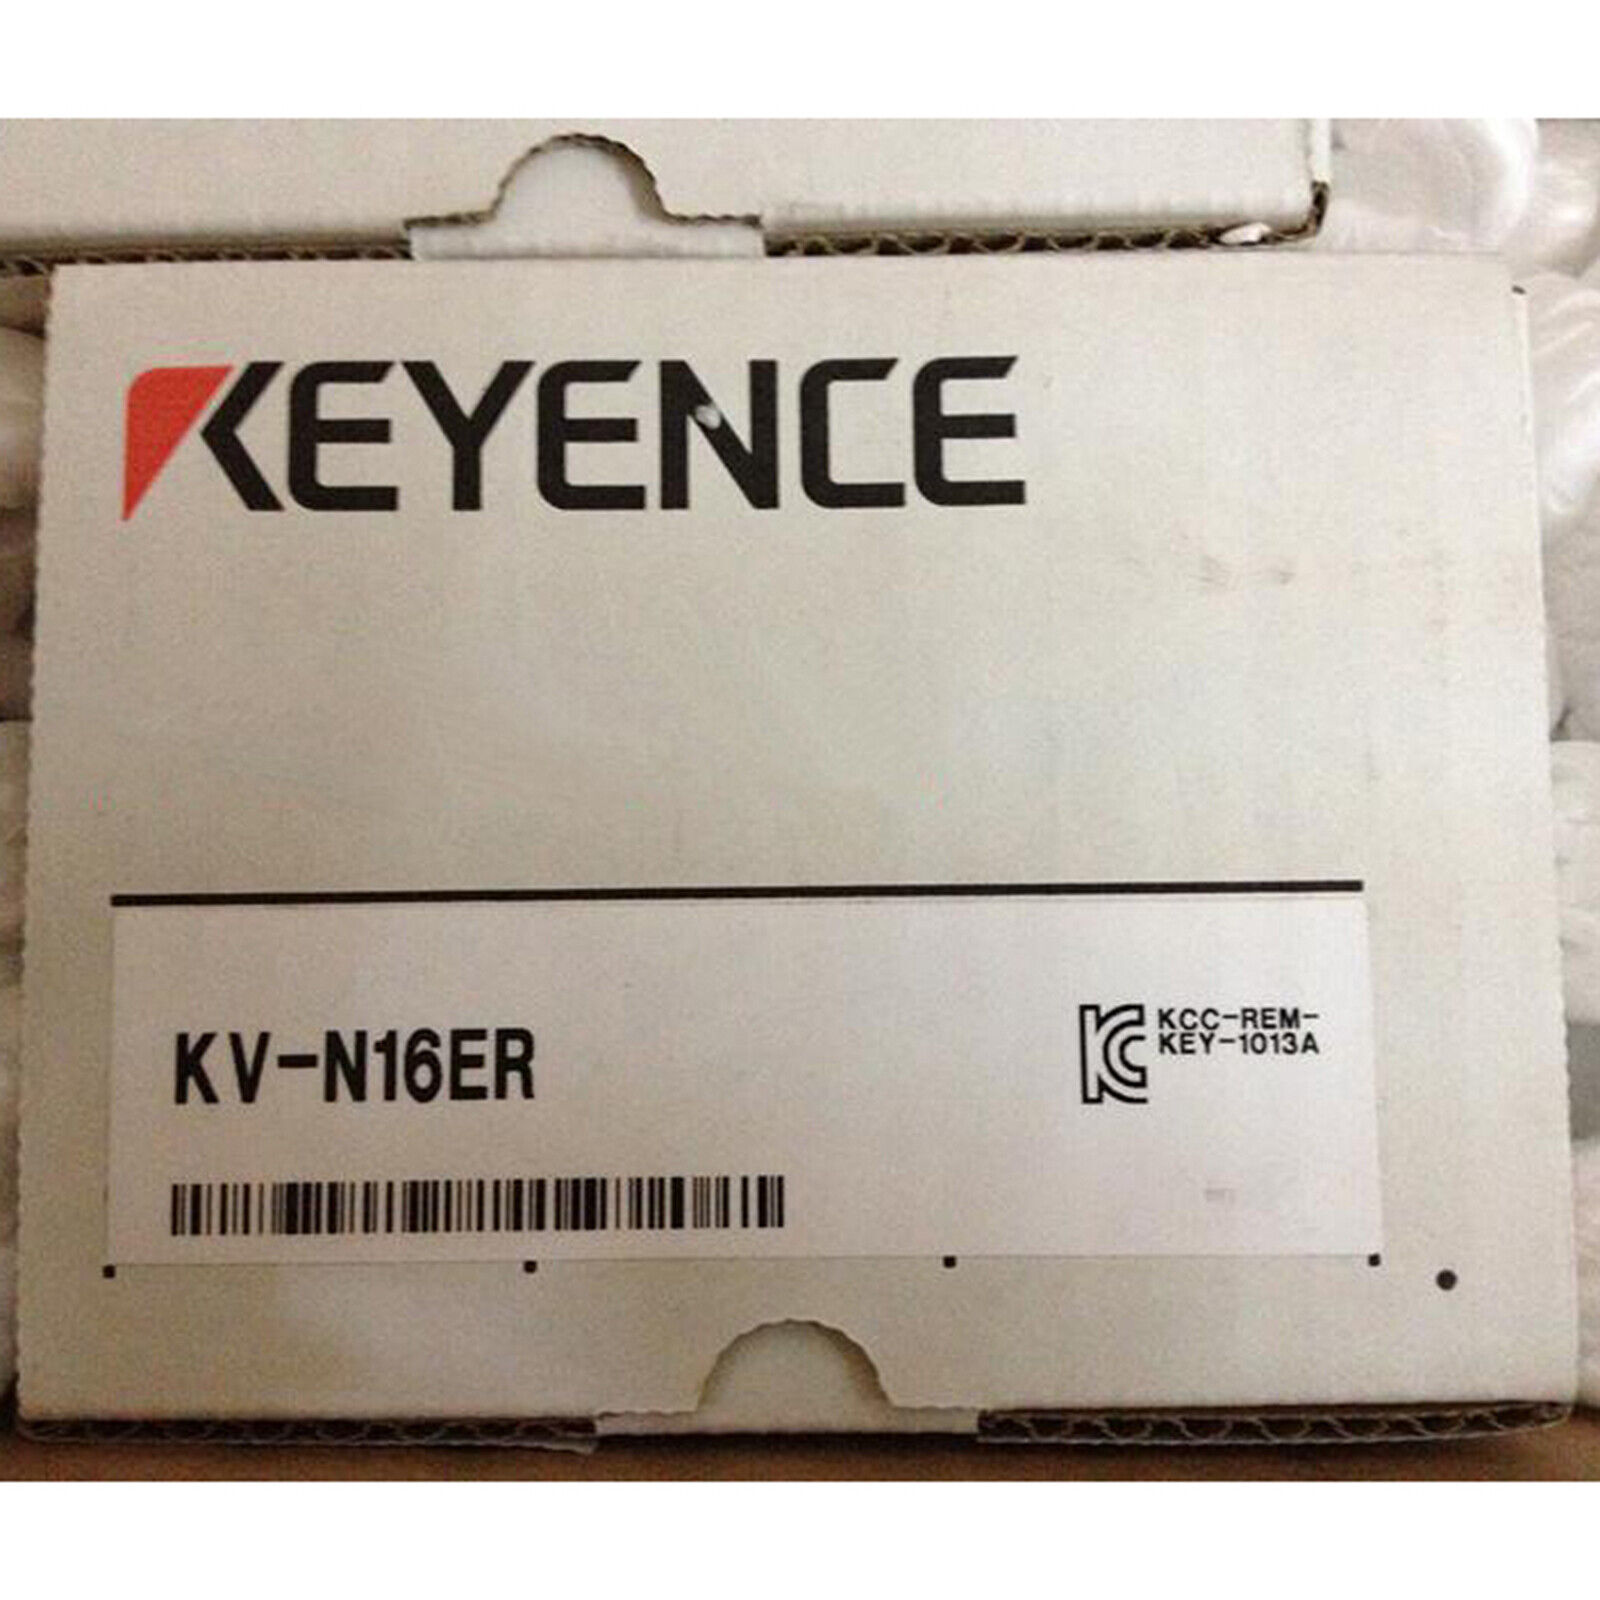 KEYENCE
KV-N16ER
KCC-REM-
KEY-1013A